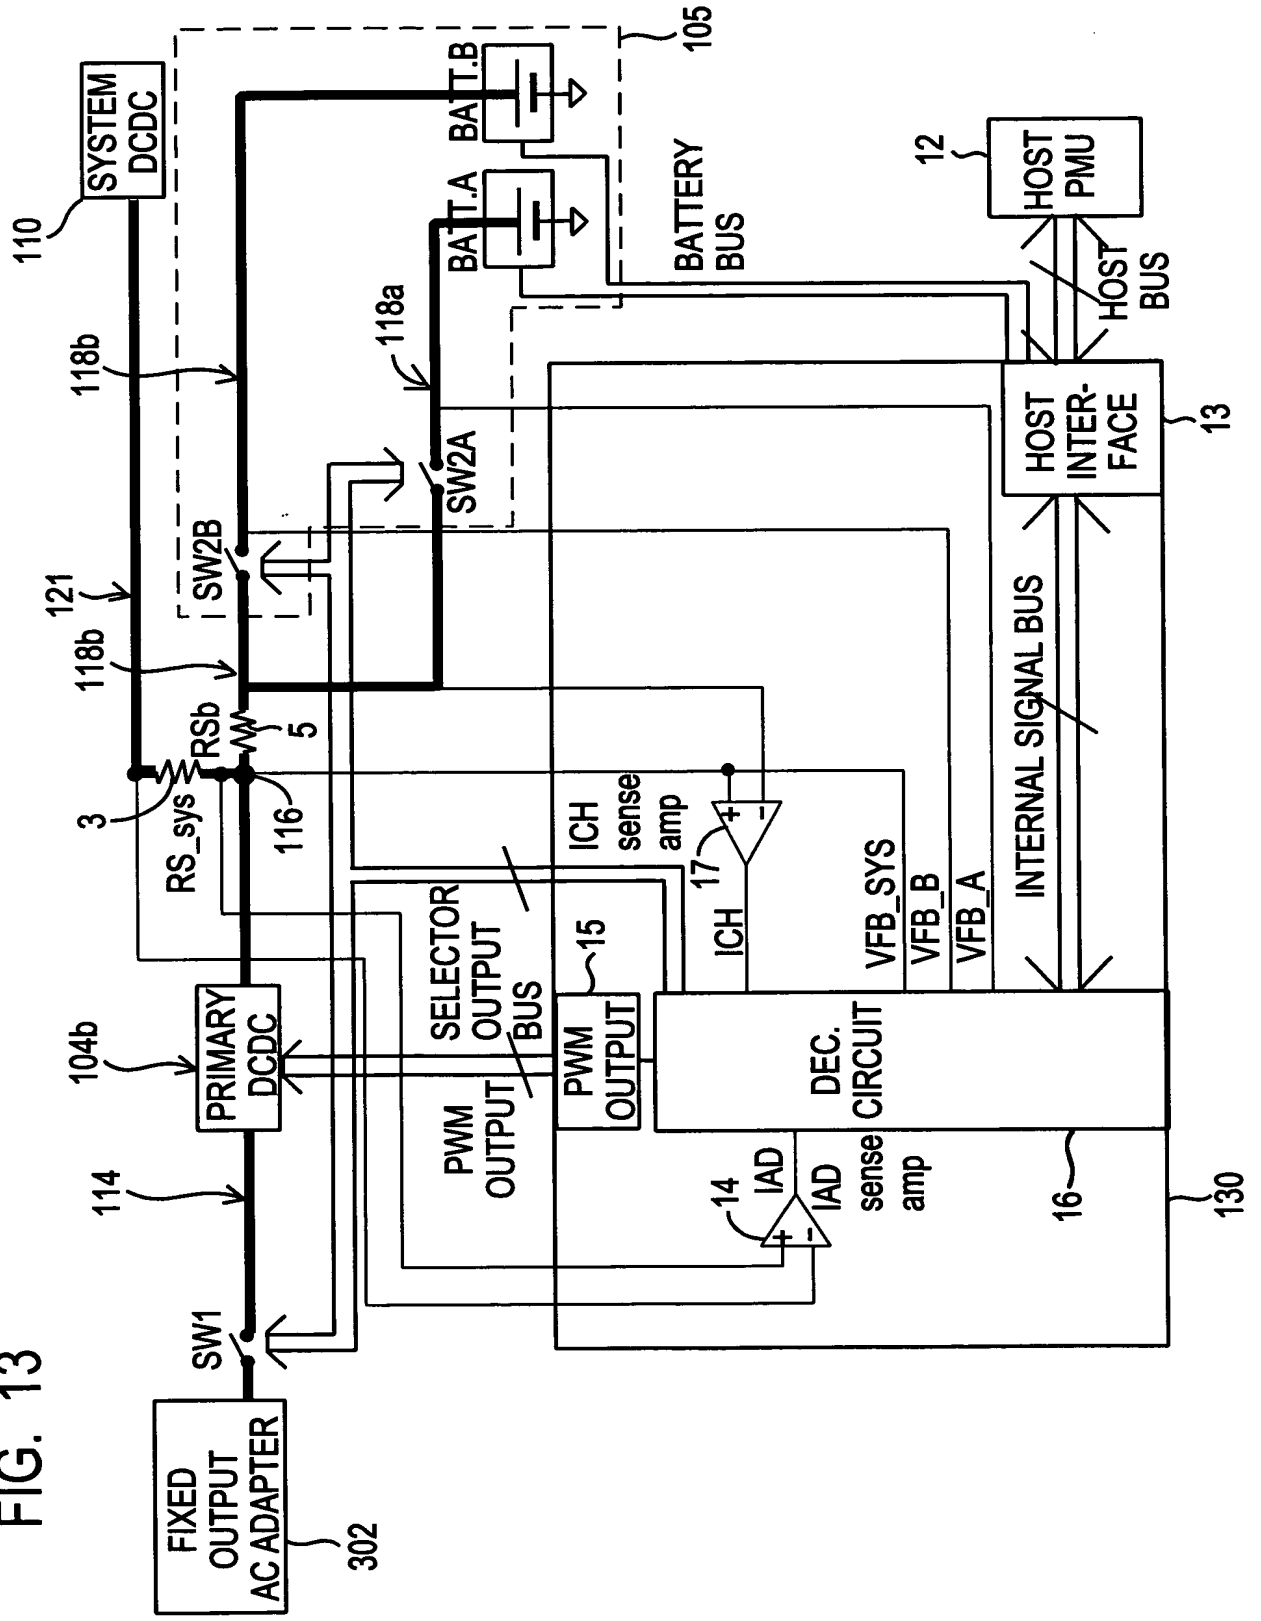 FIG. 13
FIXED
OUTPUT
AC ADAPTER
302
SW1
114
PRIMARY
DCDC
104b
116
RS_sys
3
RSb
5
118b
121
SW2B
118b
110
SYSTEM
DCDC
105
BATT.B
BATT.A
118a
SW2A
BATTERY
BUS
12
HOST
PMU
HOST
BUS
HOST
INTER-
FACE
13
INTERNAL SIGNAL BUS
SELECTOR
OUTPUT
BUS
PWM
OUTPUT
15
PWM
OUTPUT
ICH
sense
amp
17
+
-
ICH
VFB_SYS
VFB_B
VFB_A
DEC.
CIRCUIT
16
14
+
-
IAD
IAD
sense
amp
130